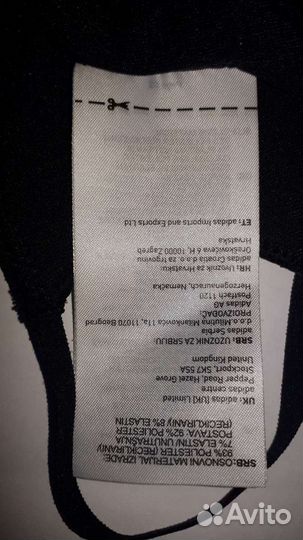 SRB: OSNOVNI MATERIJAL IZRADE:
93% POLIESTER (RECIKLIRANI)/
7% ELASTIN/ UNUTRAŠNJA
POSTAVA/ 92% POLIESTER
(RECIKLIRANI)/ 8% ELASTIN
UK: adidas (UK) Limited
adidas centre
Pepper Road, Hazel Grove
Stockport, SK7 5SA
United Kingdom
SRB: UZOZNIK ZA SRBIJU:
adidas Serbia
d.o.o. Milutina Milankovića 11a, 11070 Beograd
PROIZVOĐAČ:
adidas AG
Postfach 1120
Herzogenaurach, Nemačka
HR: Uvoznik za Hrvatsku
adidas Croatia d.o.o. za trgovinu
Oreškovićeva 6 H, 10000 Zagreb
Hrvatska
ET: adidas Imports and Exports Ltd
Avito